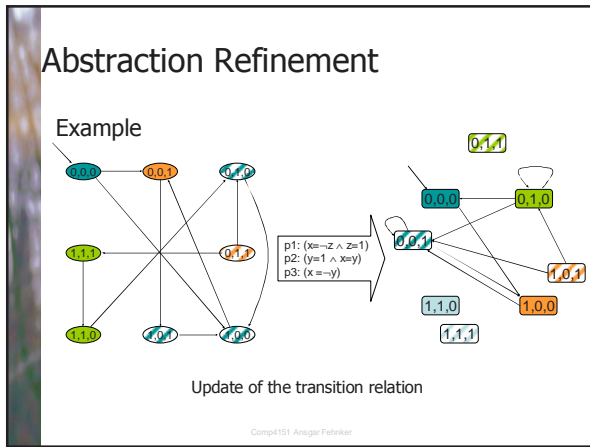 Abstraction Refinement
Example
0,0,0
0,0,1
0,1,0
1,1,1
0,1,1
1,1,0
1,0,1
1,0,0
p1: (x=¬z ∧ z=1)
p2: (y=1 ∧ x=y)
p3: (x =¬y)
0,1,1
0,0,0
0,1,0
0,0,1
1,0,1
1,1,0
1,0,0
1,1,1
Update of the transition relation
Comp4151 Ansgar Fehnker